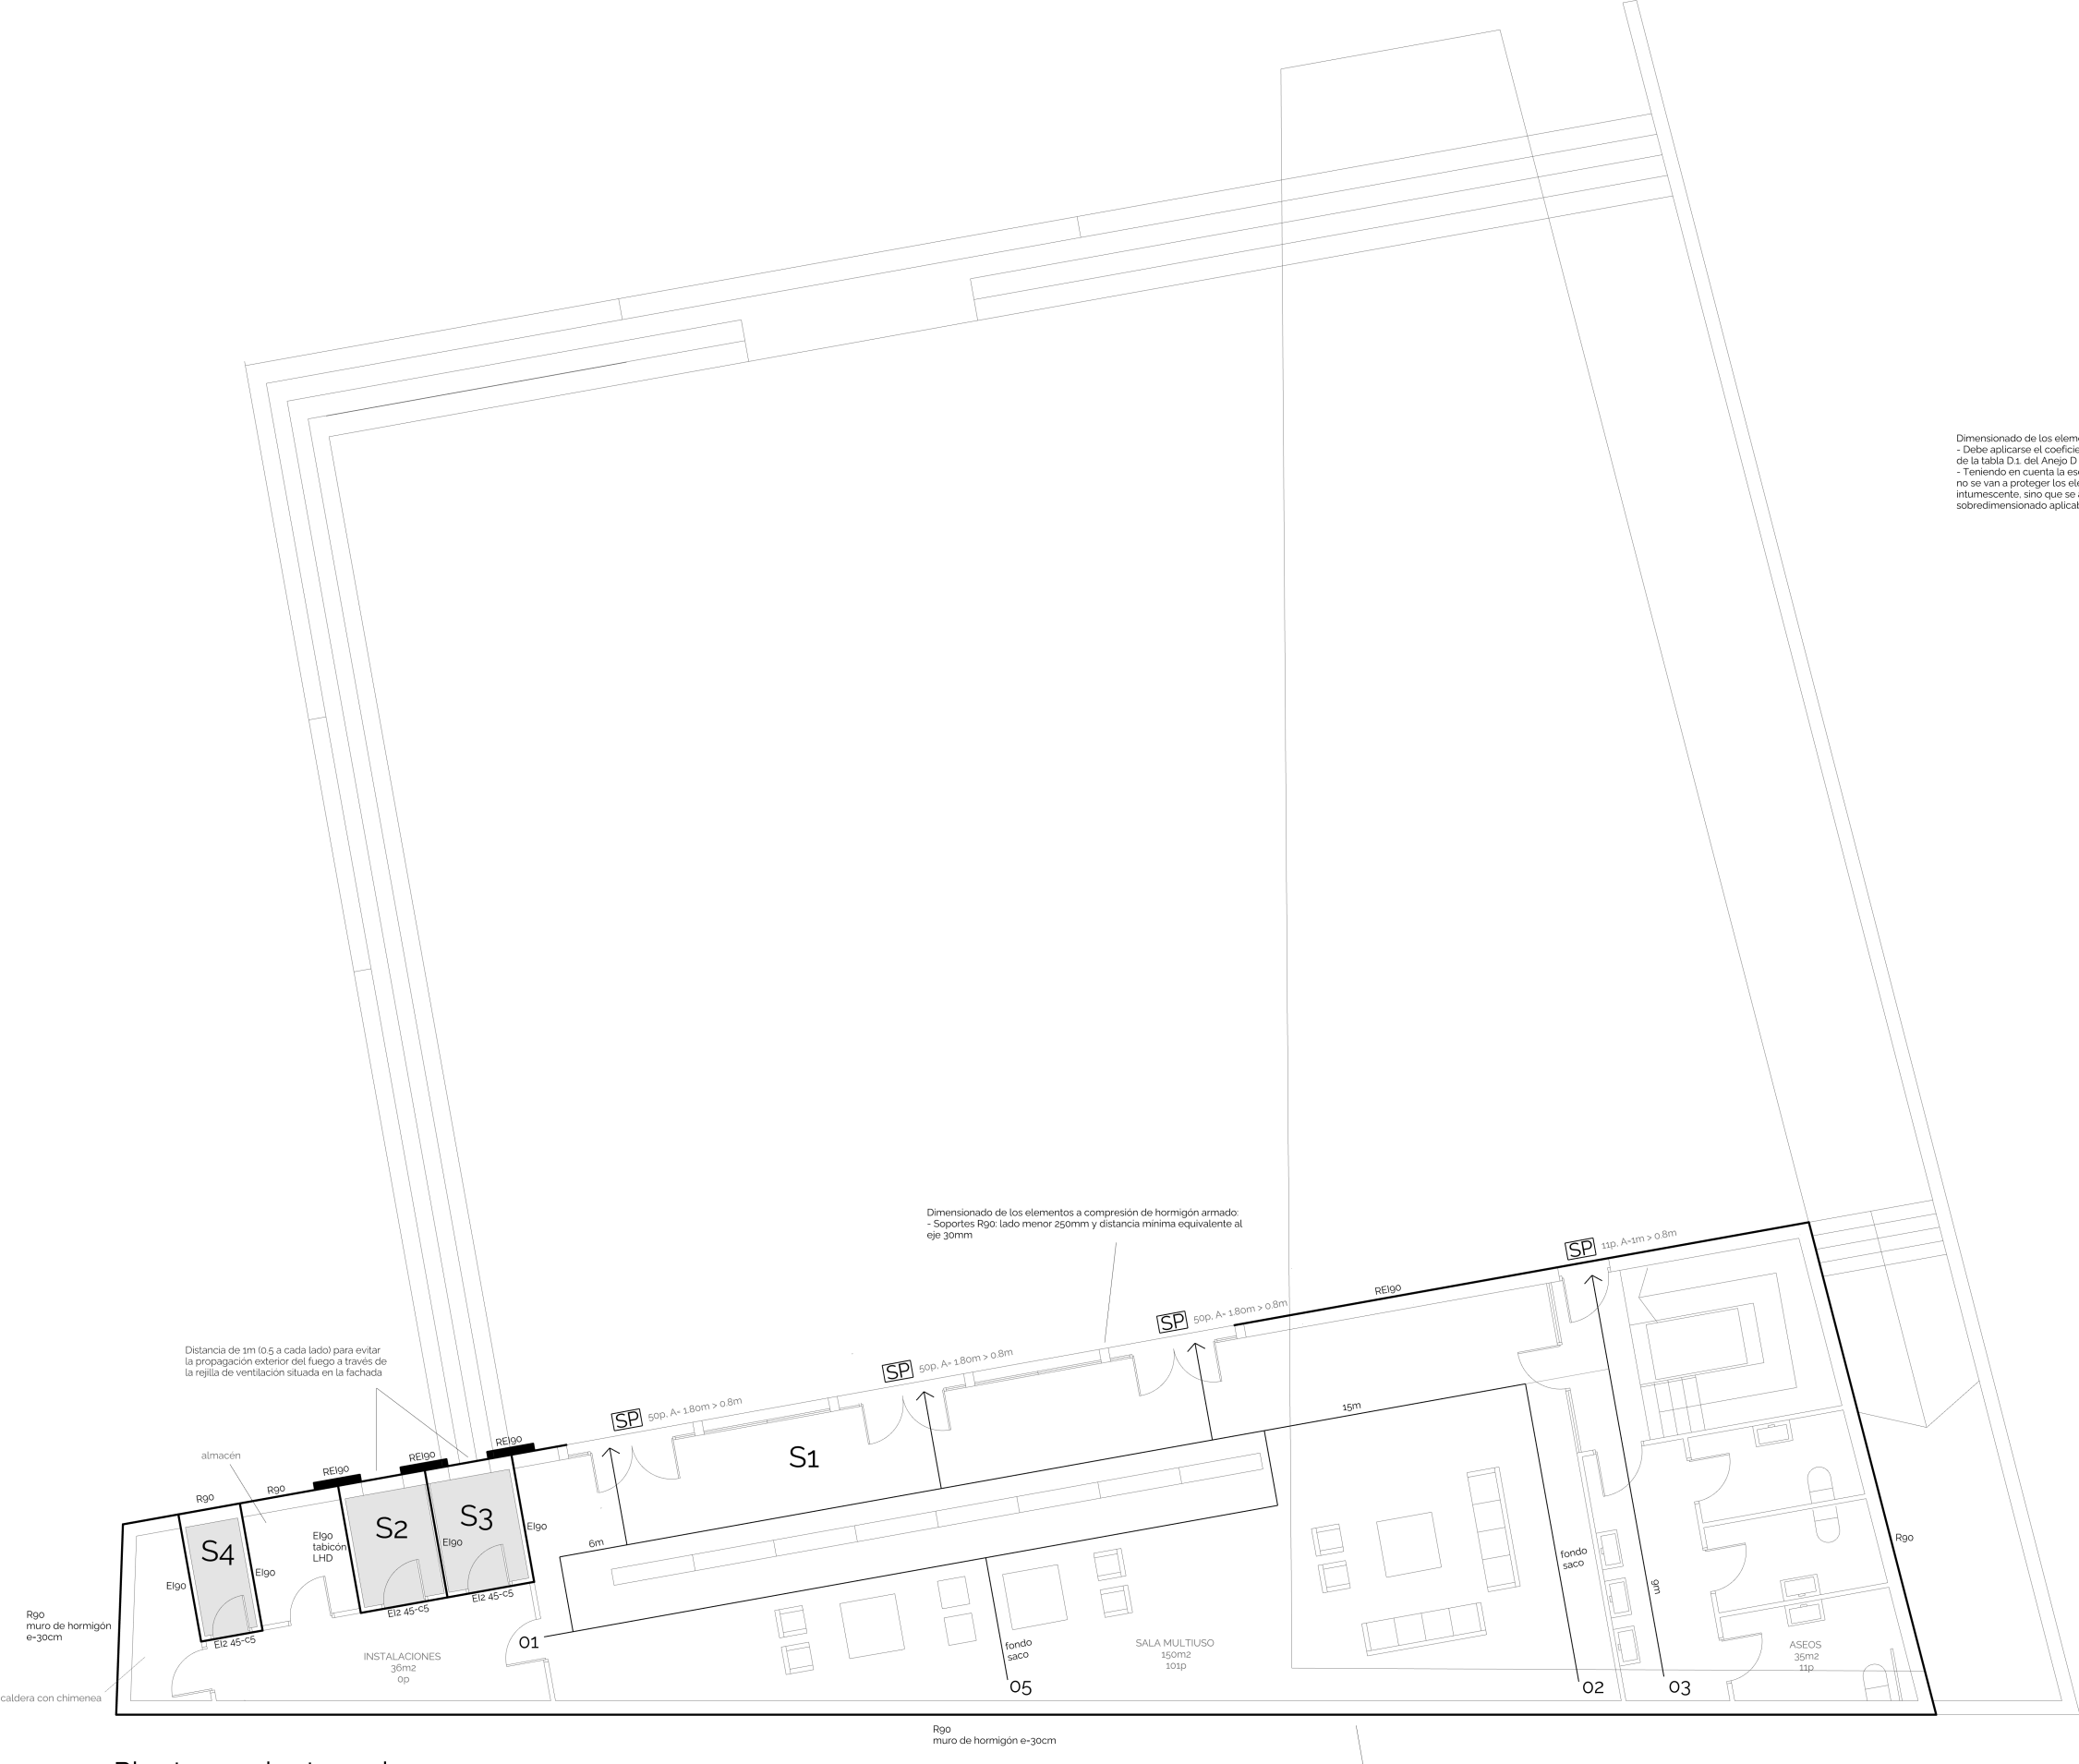 Dimensionado de los
- Debe aplicarse el
de la tabla D.1. del Anejo D
- Teniendo en cuenta la
no se van a proteger los
intumescente, sino que se
sobredimensionado
Dimensionado de los elementos a compresión de hormigón armado:
- Soportes R90: lado menor 250mm y distancia mínima equivalente al
eje 30mm
SP 11p, A=1m > 0.8m
REI90
SP 50p, A= 1.80m > 0.8m
SP 50p, A= 1.80m > 0.8m
SP 50p, A= 1.80m > 0.8m
Distancia de 1m (0.5 a cada lado) para evitar
la propagación exterior del fuego a través de
la rejilla de ventilación situada en la fachada
15m
S1
REI90
REI90
REI90
almacén
R90
R90
S4
S2
S3
EI90
EI90
EI90
tabicón
LHD
EI90
EI90
EI2 45-c5
EI2 45-c5
EI2 45-c5
6m
R90
fondo
saco
9m
R90
muro de hormigón
e=30cm
INSTALACIONES
36m2
0p
01
fondo
saco
05
SALA MULTIUSO
150m2
101p
02
03
ASEOS
35m2
11p
caldera con chimenea
R90
muro de hormigón e=30cm